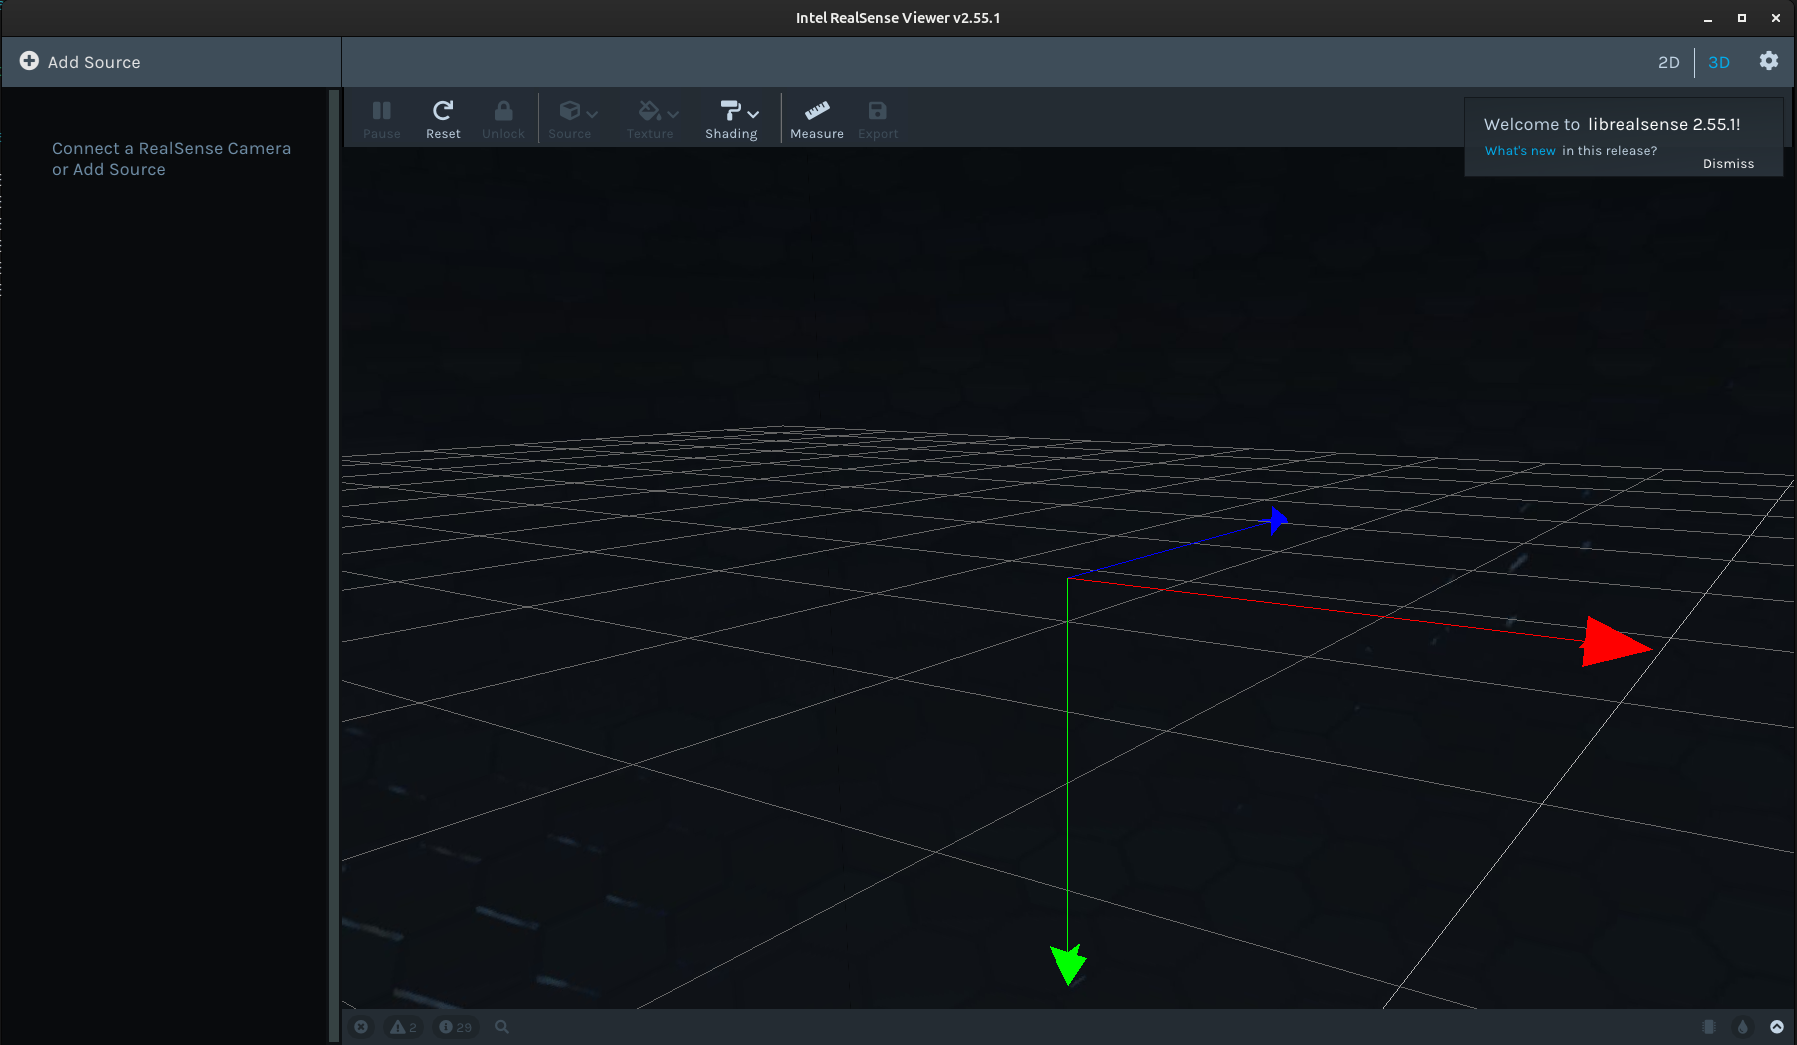 Intel RealSense Viewer v2.55.1
Add Source
2D
3D
Pause
Reset
Unlock
Source
Texture
Shading
Measure
Export
Connect a RealSense Camera
or Add Source
Welcome to librealsense 2.55.1!
What's new in this release?
Dismiss
2
29